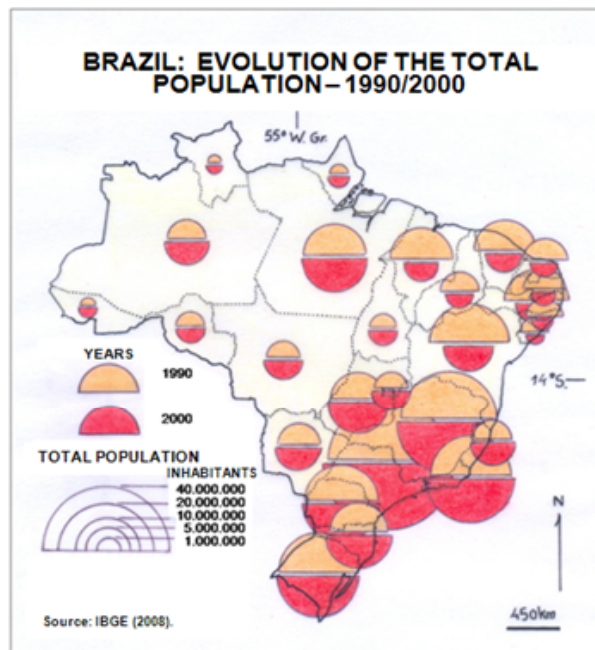 BRAZIL: EVOLUTION OF THE TOTAL
POPULATION – 1990/2000
55° W. Gr.
14° S.
YEARS
1990
2000
TOTAL POPULATION
INHABITANTS
40.000.000
20.000.000
10.000.000
5.000.000
1.000.000
N
450km
Source: IBGE (2008).